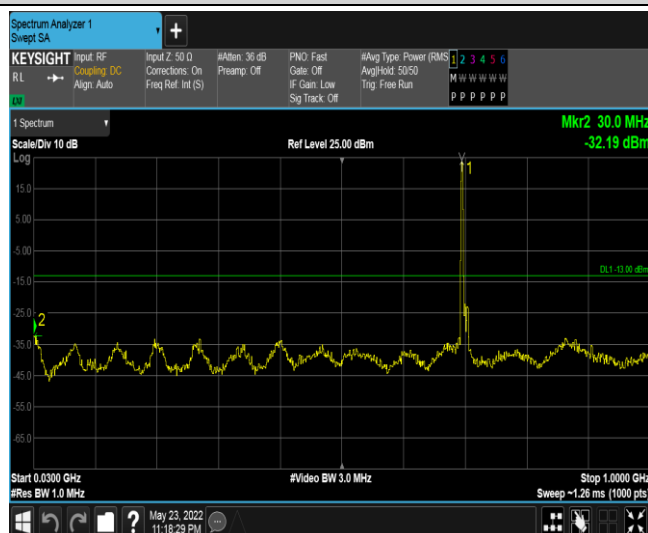 Spectrum Analyzer 1
Swept SA
+
KEYSIGHT
RL
LXI
Input: RF
Coupling: DC
Align: Auto
Input Z: 50 Ω
Corrections: On
Freq Ref: Int (S)
#Atten: 36 dB
Preamp: Off
PNO: Fast
Gate: Off
IF Gain: Low
Sig Track: Off
#Avg Type: Power (RMS
Avg|Hold: 50/50
Trig: Free Run
1 2 3 4 5 6
M W W W W W
P P P P P P
1 Spectrum
Mkr2 30.0 MHz
Scale/Div 10 dB
Ref Level 25.00 dBm
-32.19 dBm
Log
1
15.0
5.00
-5.00
DL1 -13.00 dBm
-15.0
-25.0
2
-35.0
-45.0
-55.0
-65.0
Start 0.0300 GHz
#Video BW 3.0 MHz
Stop 1.0000 GHz
#Res BW 1.0 MHz
Sweep ~1.26 ms (1000 pts)
?
May 23, 2022
11:18:29 PM